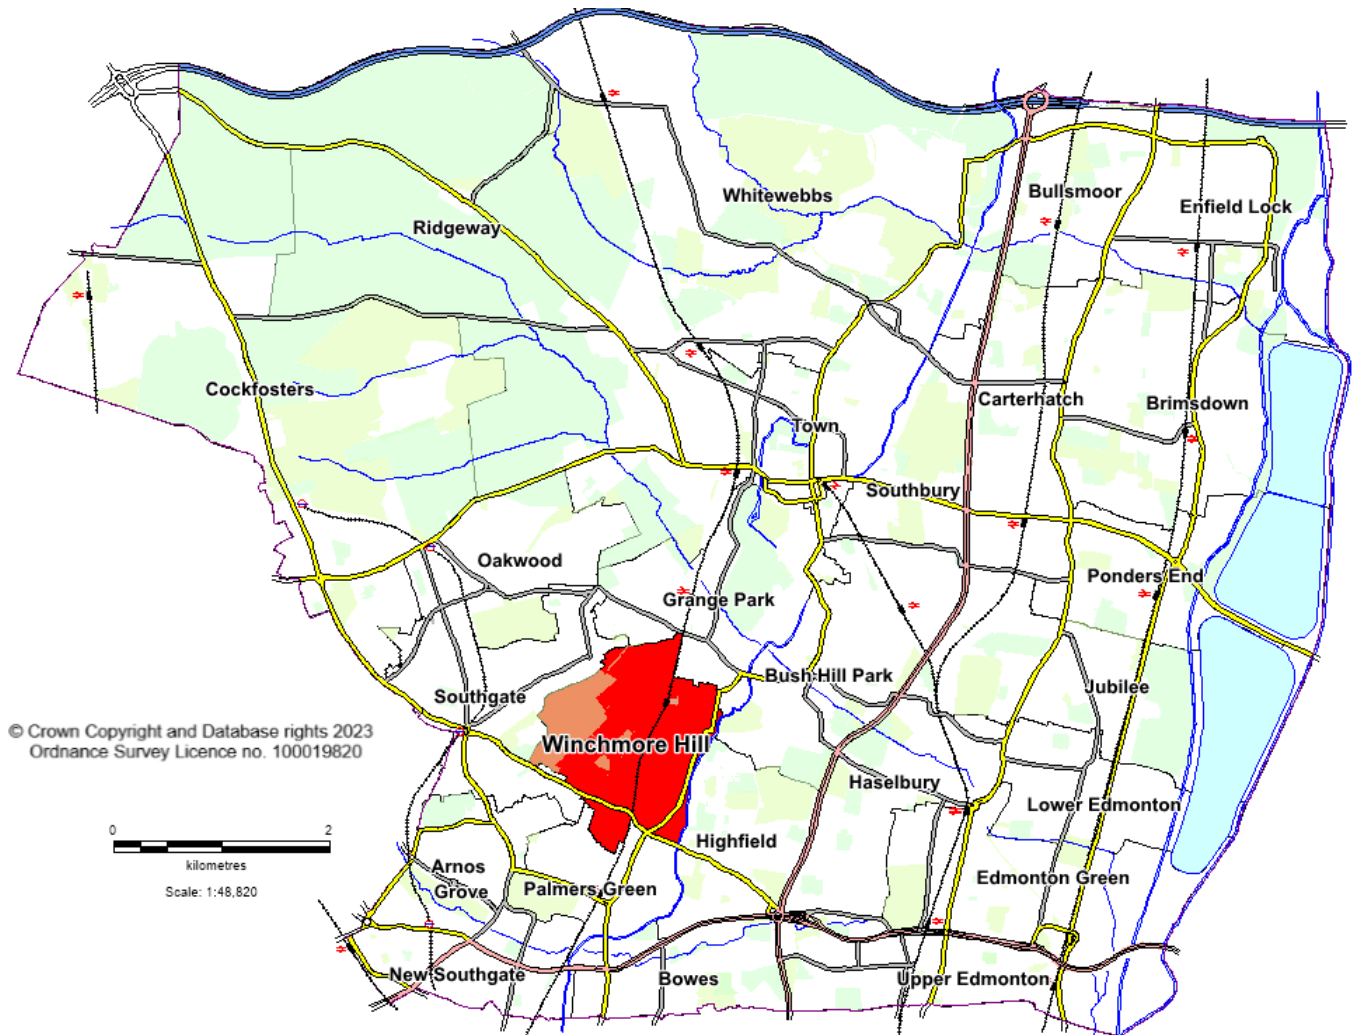 Whitewebbs
Bullsmoor
Enfield Lock
Ridgeway
Cockfosters
Carterhatch
Brimsdown
Town
Southbury
Oakwood
Ponders End
Grange Park
Bush Hill Park
Jubilee
Southgate
© Crown Copyright and Database rights 2023
Ordnance Survey Licence no. 100019820
Winchmore Hill
Haselbury
Lower Edmonton
0 2
kilometres
Scale: 1:48,820
Highfield
Arnos
Grove
Palmers Green
Edmonton Green
New Southgate
Bowes
Upper Edmonton